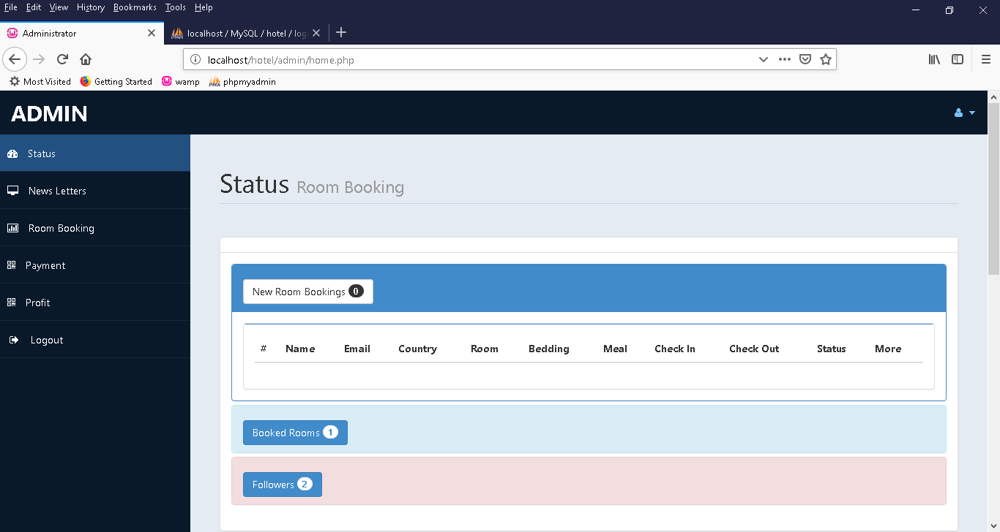 File Edit View History Bookmarks Tools Help
Administrator
localhost / MySQL / hotel / log
localhost/hotel/admin/home.php
Most Visited Getting Started wamp phpmyadmin
ADMIN
Status
News Letters
Room Booking
Payment
Profit
Logout
Status Room Booking
New Room Bookings 0
# Name Email Country Room Bedding Meal Check In Check Out Status More
Booked Rooms 1
Followers 2